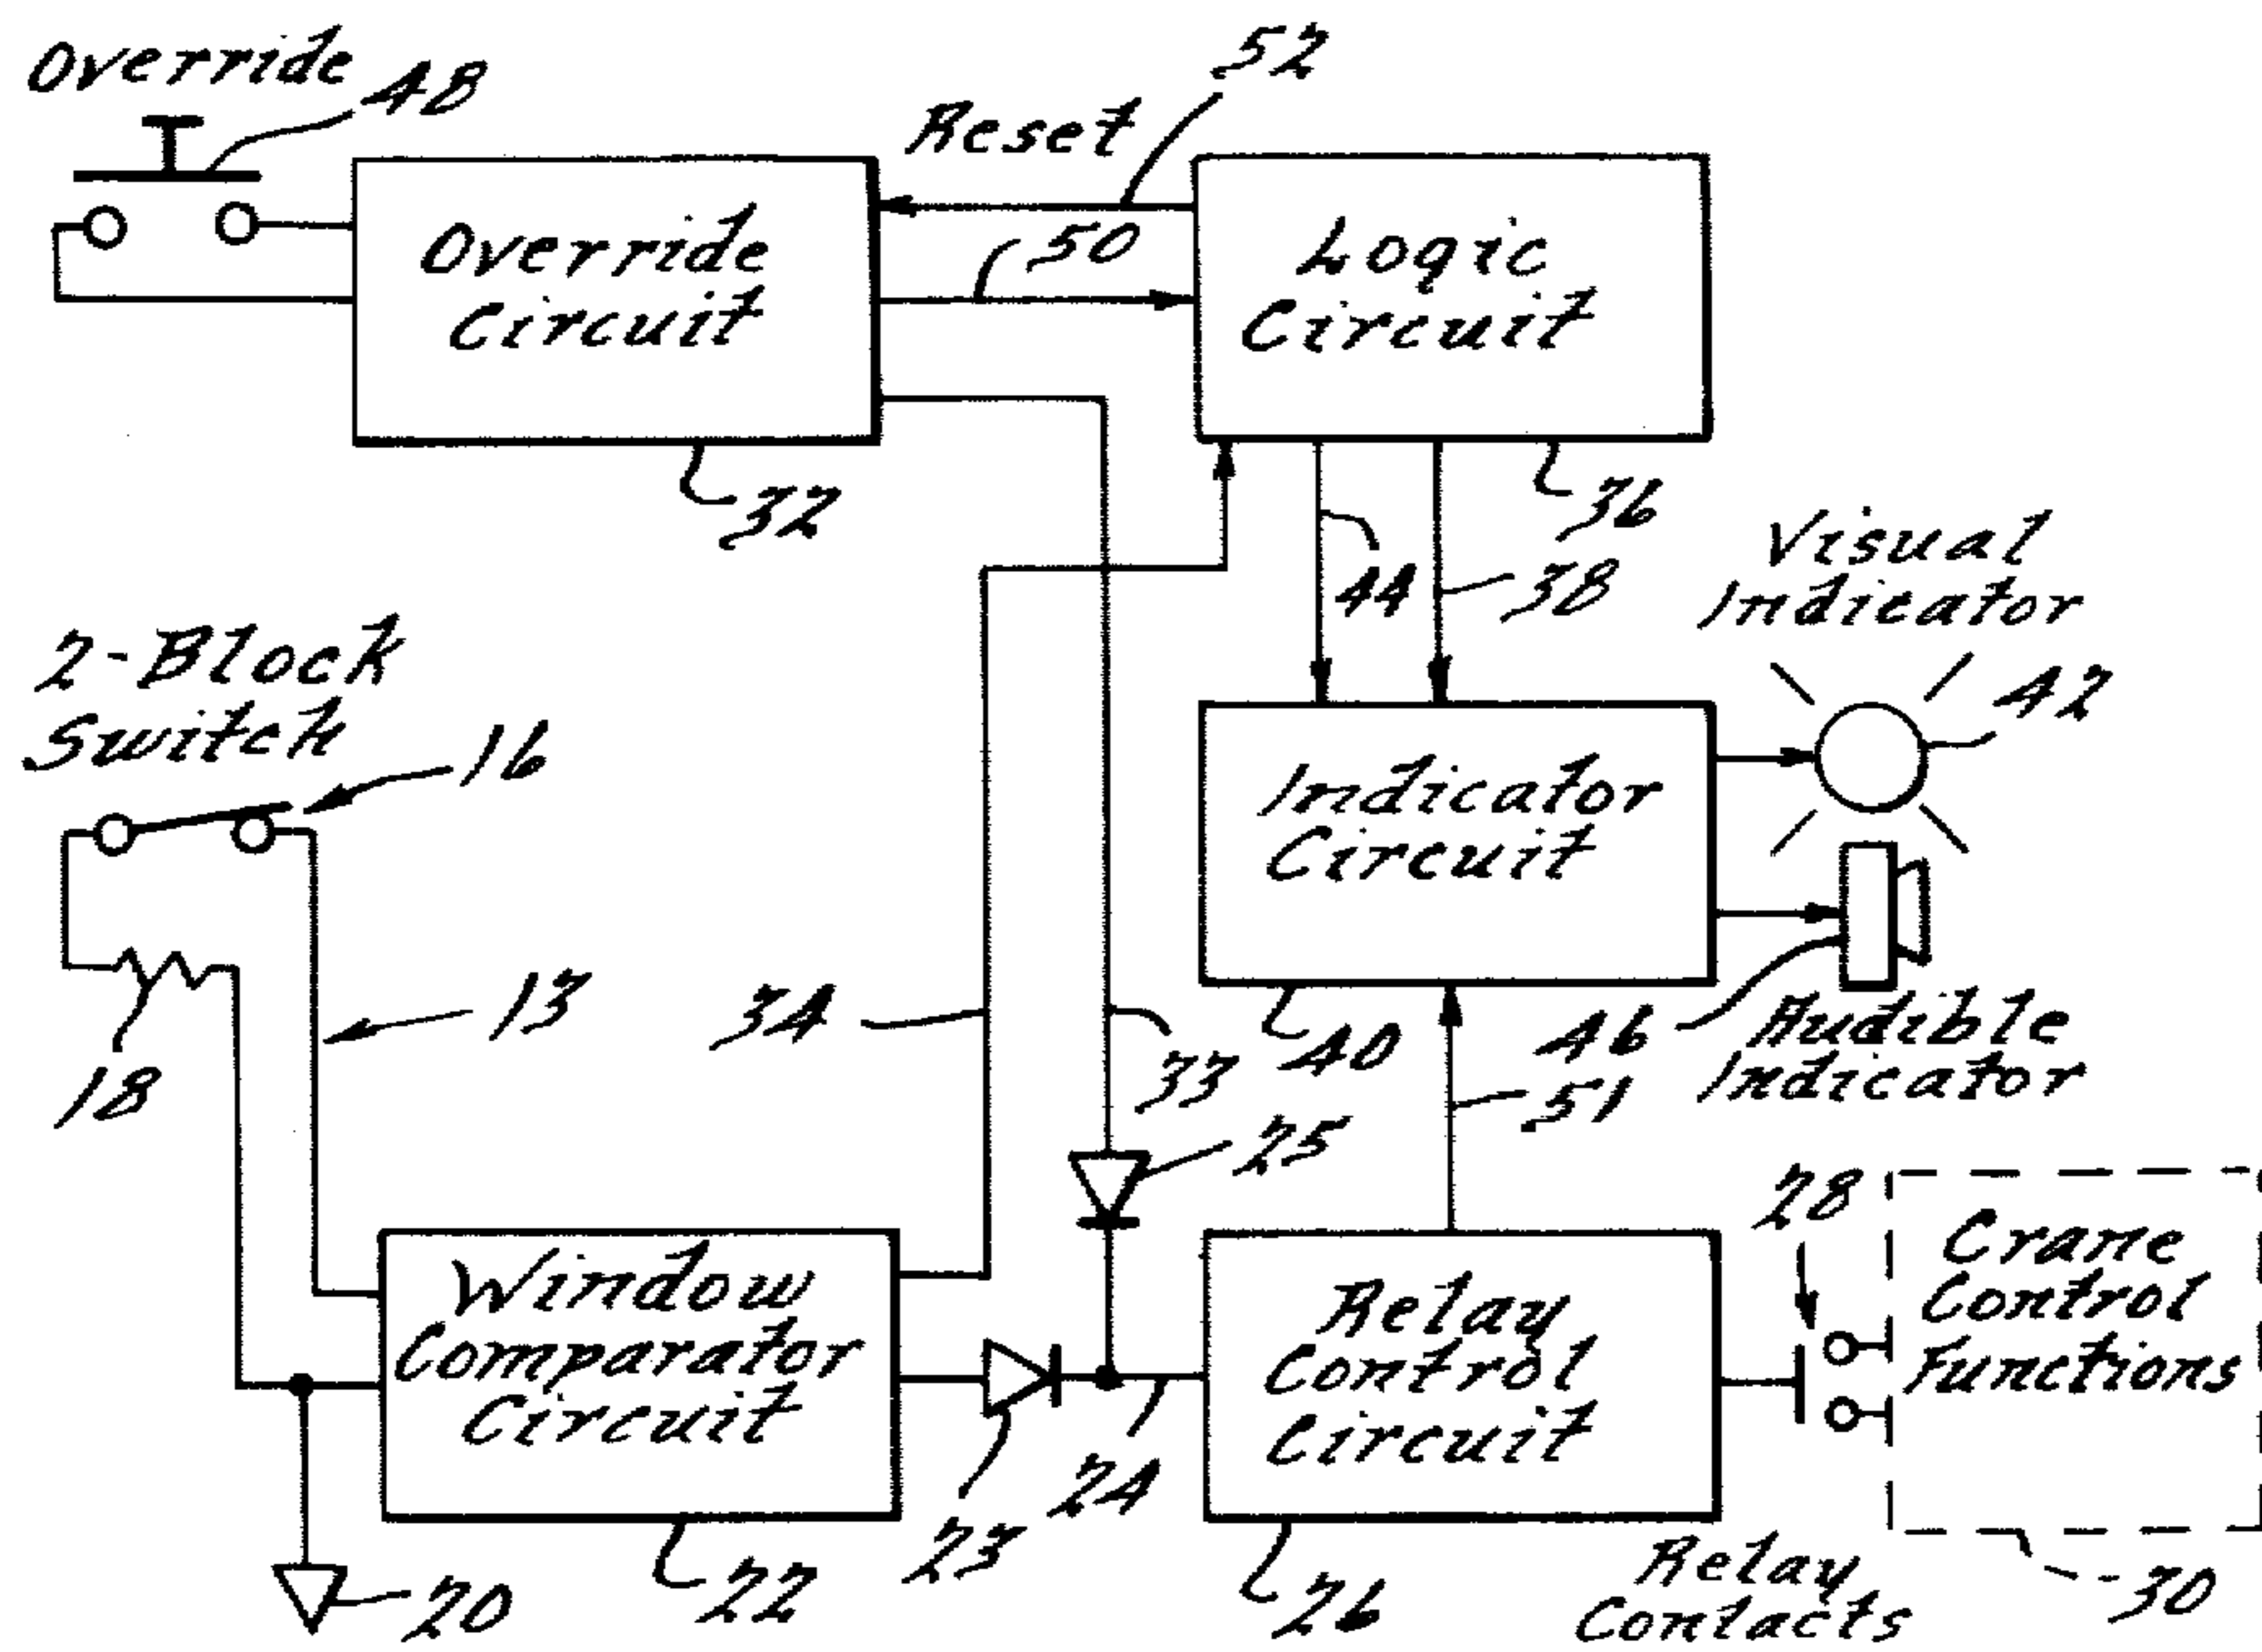 Override
48
52
Reset
Override
Circuit
50
Logic
Circuit
32
36
44
38
Visual
Indicator
42
2-Block
Switch
16
Indicator
Circuit
13
34
33
40
46
Audible
Indicator
18
51
25
28
Window
Comparator
Circuit
Relay
Control
Circuit
Crane
Control
Functions
24
23
20
22
26
Relay
Contacts
30